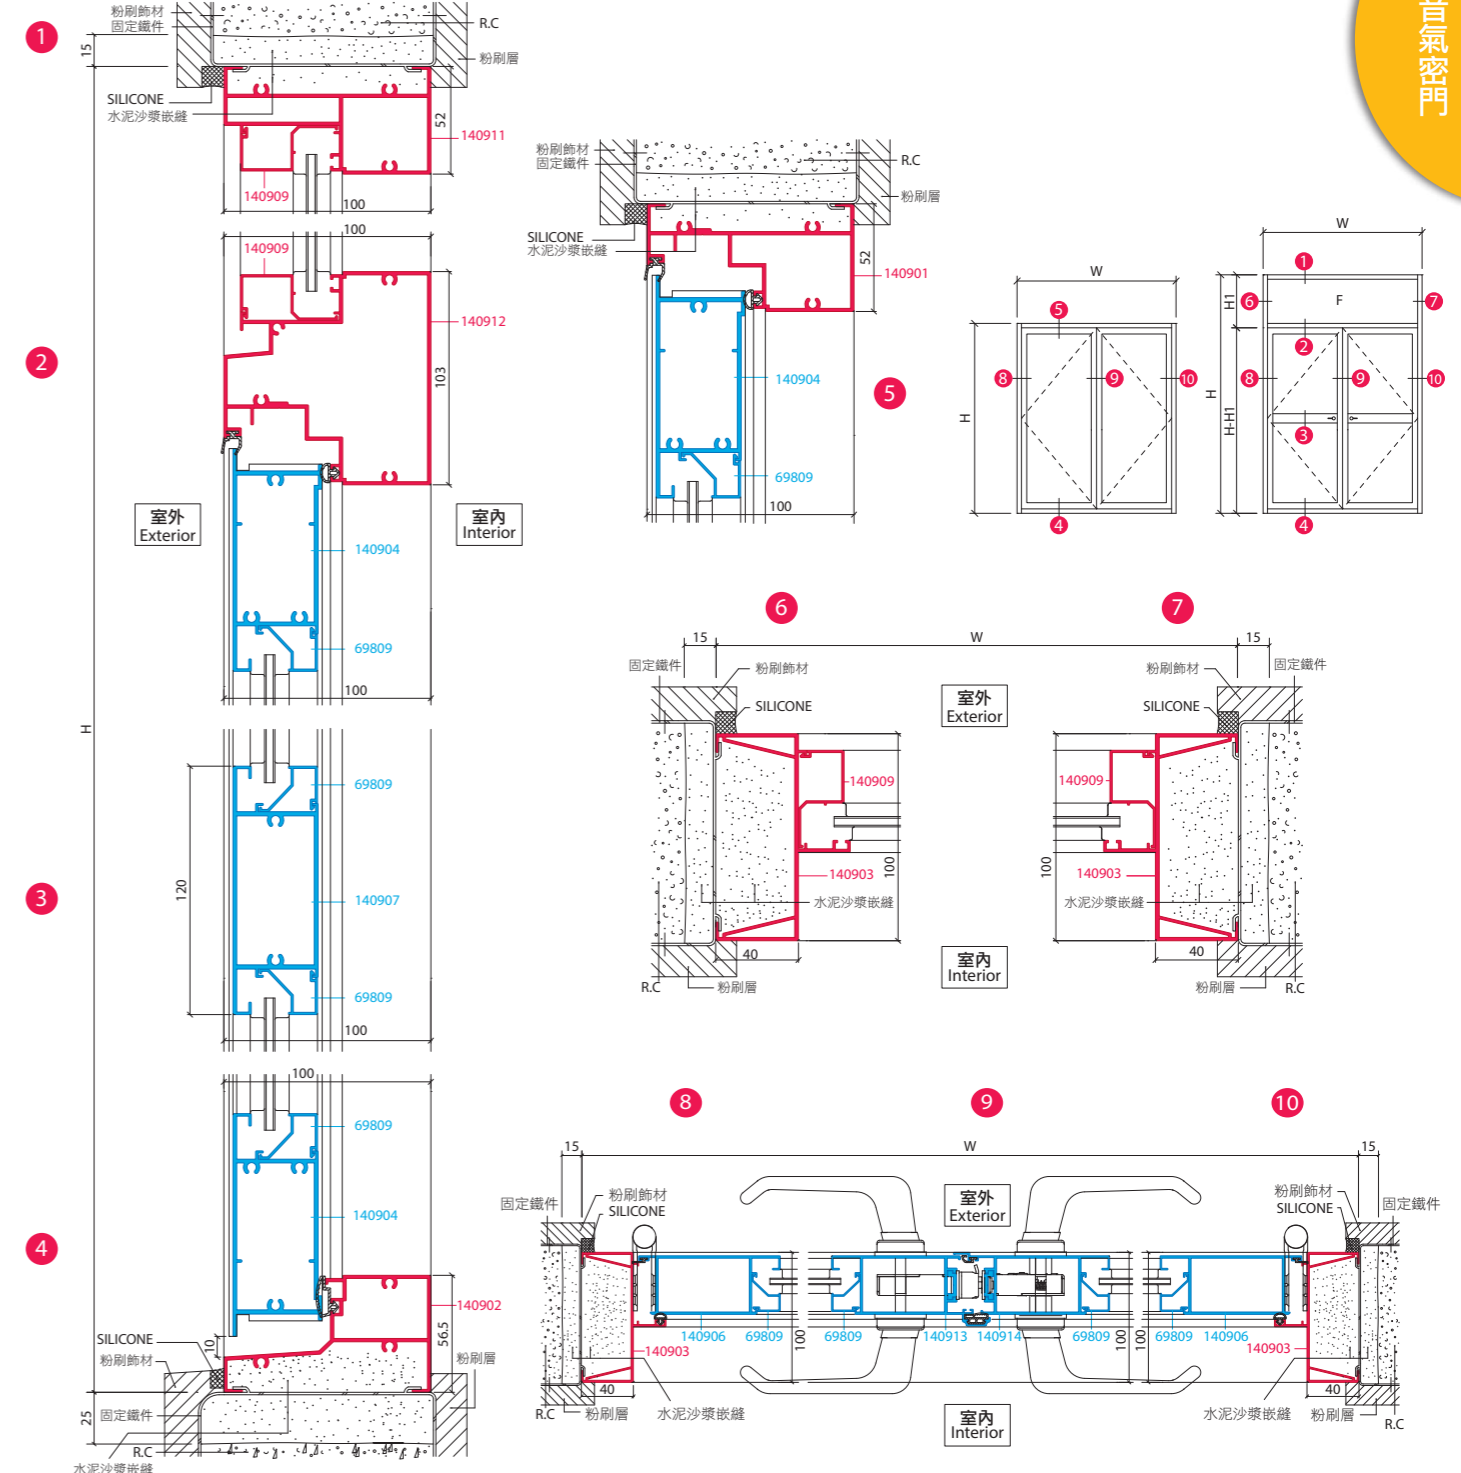 音氣密門
1
粉刷飾材
固定鐵件
R.C
粉刷層
15
SILICONE
水泥沙漿嵌縫
52
140911
140909
100
2
100
140909
140912
103
室外
Exterior
室內
Interior
140904
69809
100
H
3
69809
120
140907
69809
100
4
100
69809
140904
140902
56.5
10
SILICONE
粉刷飾材
粉刷層
25
固定鐵件
R.C
水泥沙漿嵌縫
5
粉刷飾材
固定鐵件
R.C
粉刷層
SILICONE
水泥沙漿嵌縫
52
140901
140904
69809
100
W
5
8
9
10
H
4
W
1
6
F
7
H1
2
8
9
10
H
H-H1
3
4
6
7
15
W
15
固定鐵件
粉刷飾材
粉刷飾材
固定鐵件
SILICONE
室外
Exterior
SILICONE
140909
140909
100
100
140903
140903
水泥沙漿嵌縫
水泥沙漿嵌縫
40
室內
Interior
40
R.C
粉刷層
粉刷層
R.C
8
9
10
15
W
15
固定鐵件
粉刷飾材
SILICONE
室外
Exterior
粉刷飾材
SILICONE
固定鐵件
140906
69809
69809
140913
140914
69809
69809
140906
140903
100
100
100
140903
40
40
R.C
粉刷層
水泥沙漿嵌縫
室內
Interior
水泥沙漿嵌縫
粉刷層
R.C